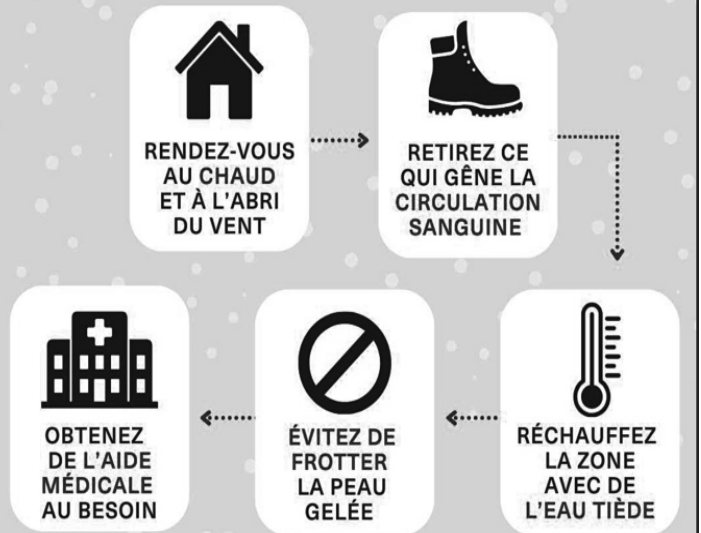 RENDEZ-VOUS
AU CHAUD
ET À L'ABRI
DU VENT
RETIREZ CE
QUI GÊNE LA
CIRCULATION
SANGUINE
RÉCHAUFFEZ
LA ZONE
AVEC DE
L'EAU TIÈDE
ÉVITEZ DE
FROTTER
LA PEAU
GELÉE
OBTENEZ
DE L'AIDE
MÉDICALE
AU BESOIN